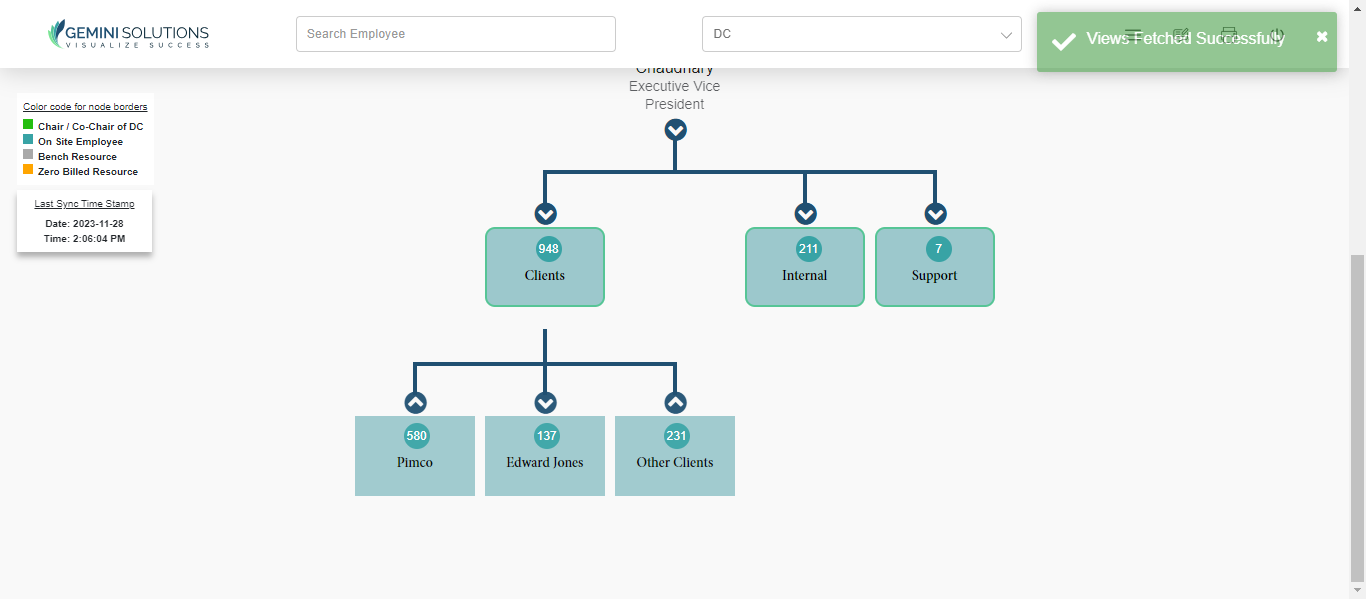 GEMINI SOLUTIONS
VISUALIZE SUCCESS
Search Employee
DC
Views Fetched Successfully
Chaudhary
Executive Vice
President
Color code for node borders
Chair / Co-Chair of DC
On Site Employee
Bench Resource
Zero Billed Resource
Last Sync Time Stamp
Date: 2023-11-28
Time: 2:06:04 PM
948
Clients
211
Internal
7
Support
580
Pimco
137
Edward Jones
231
Other Clients